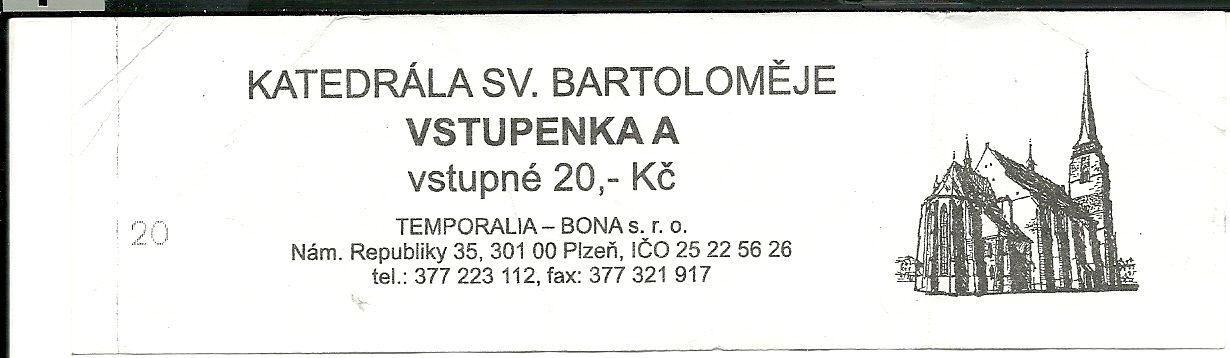 KATEDRÁLA SV. BARTOLOMĚJE
VSTUPENKA A
vstupné 20,- Kč
TEMPORALIA – BONA s. r. o.
Nám. Republiky 35, 301 00 Plzeň, IČO 25 22 56 26
tel.: 377 223 112, fax: 377 321 917
20